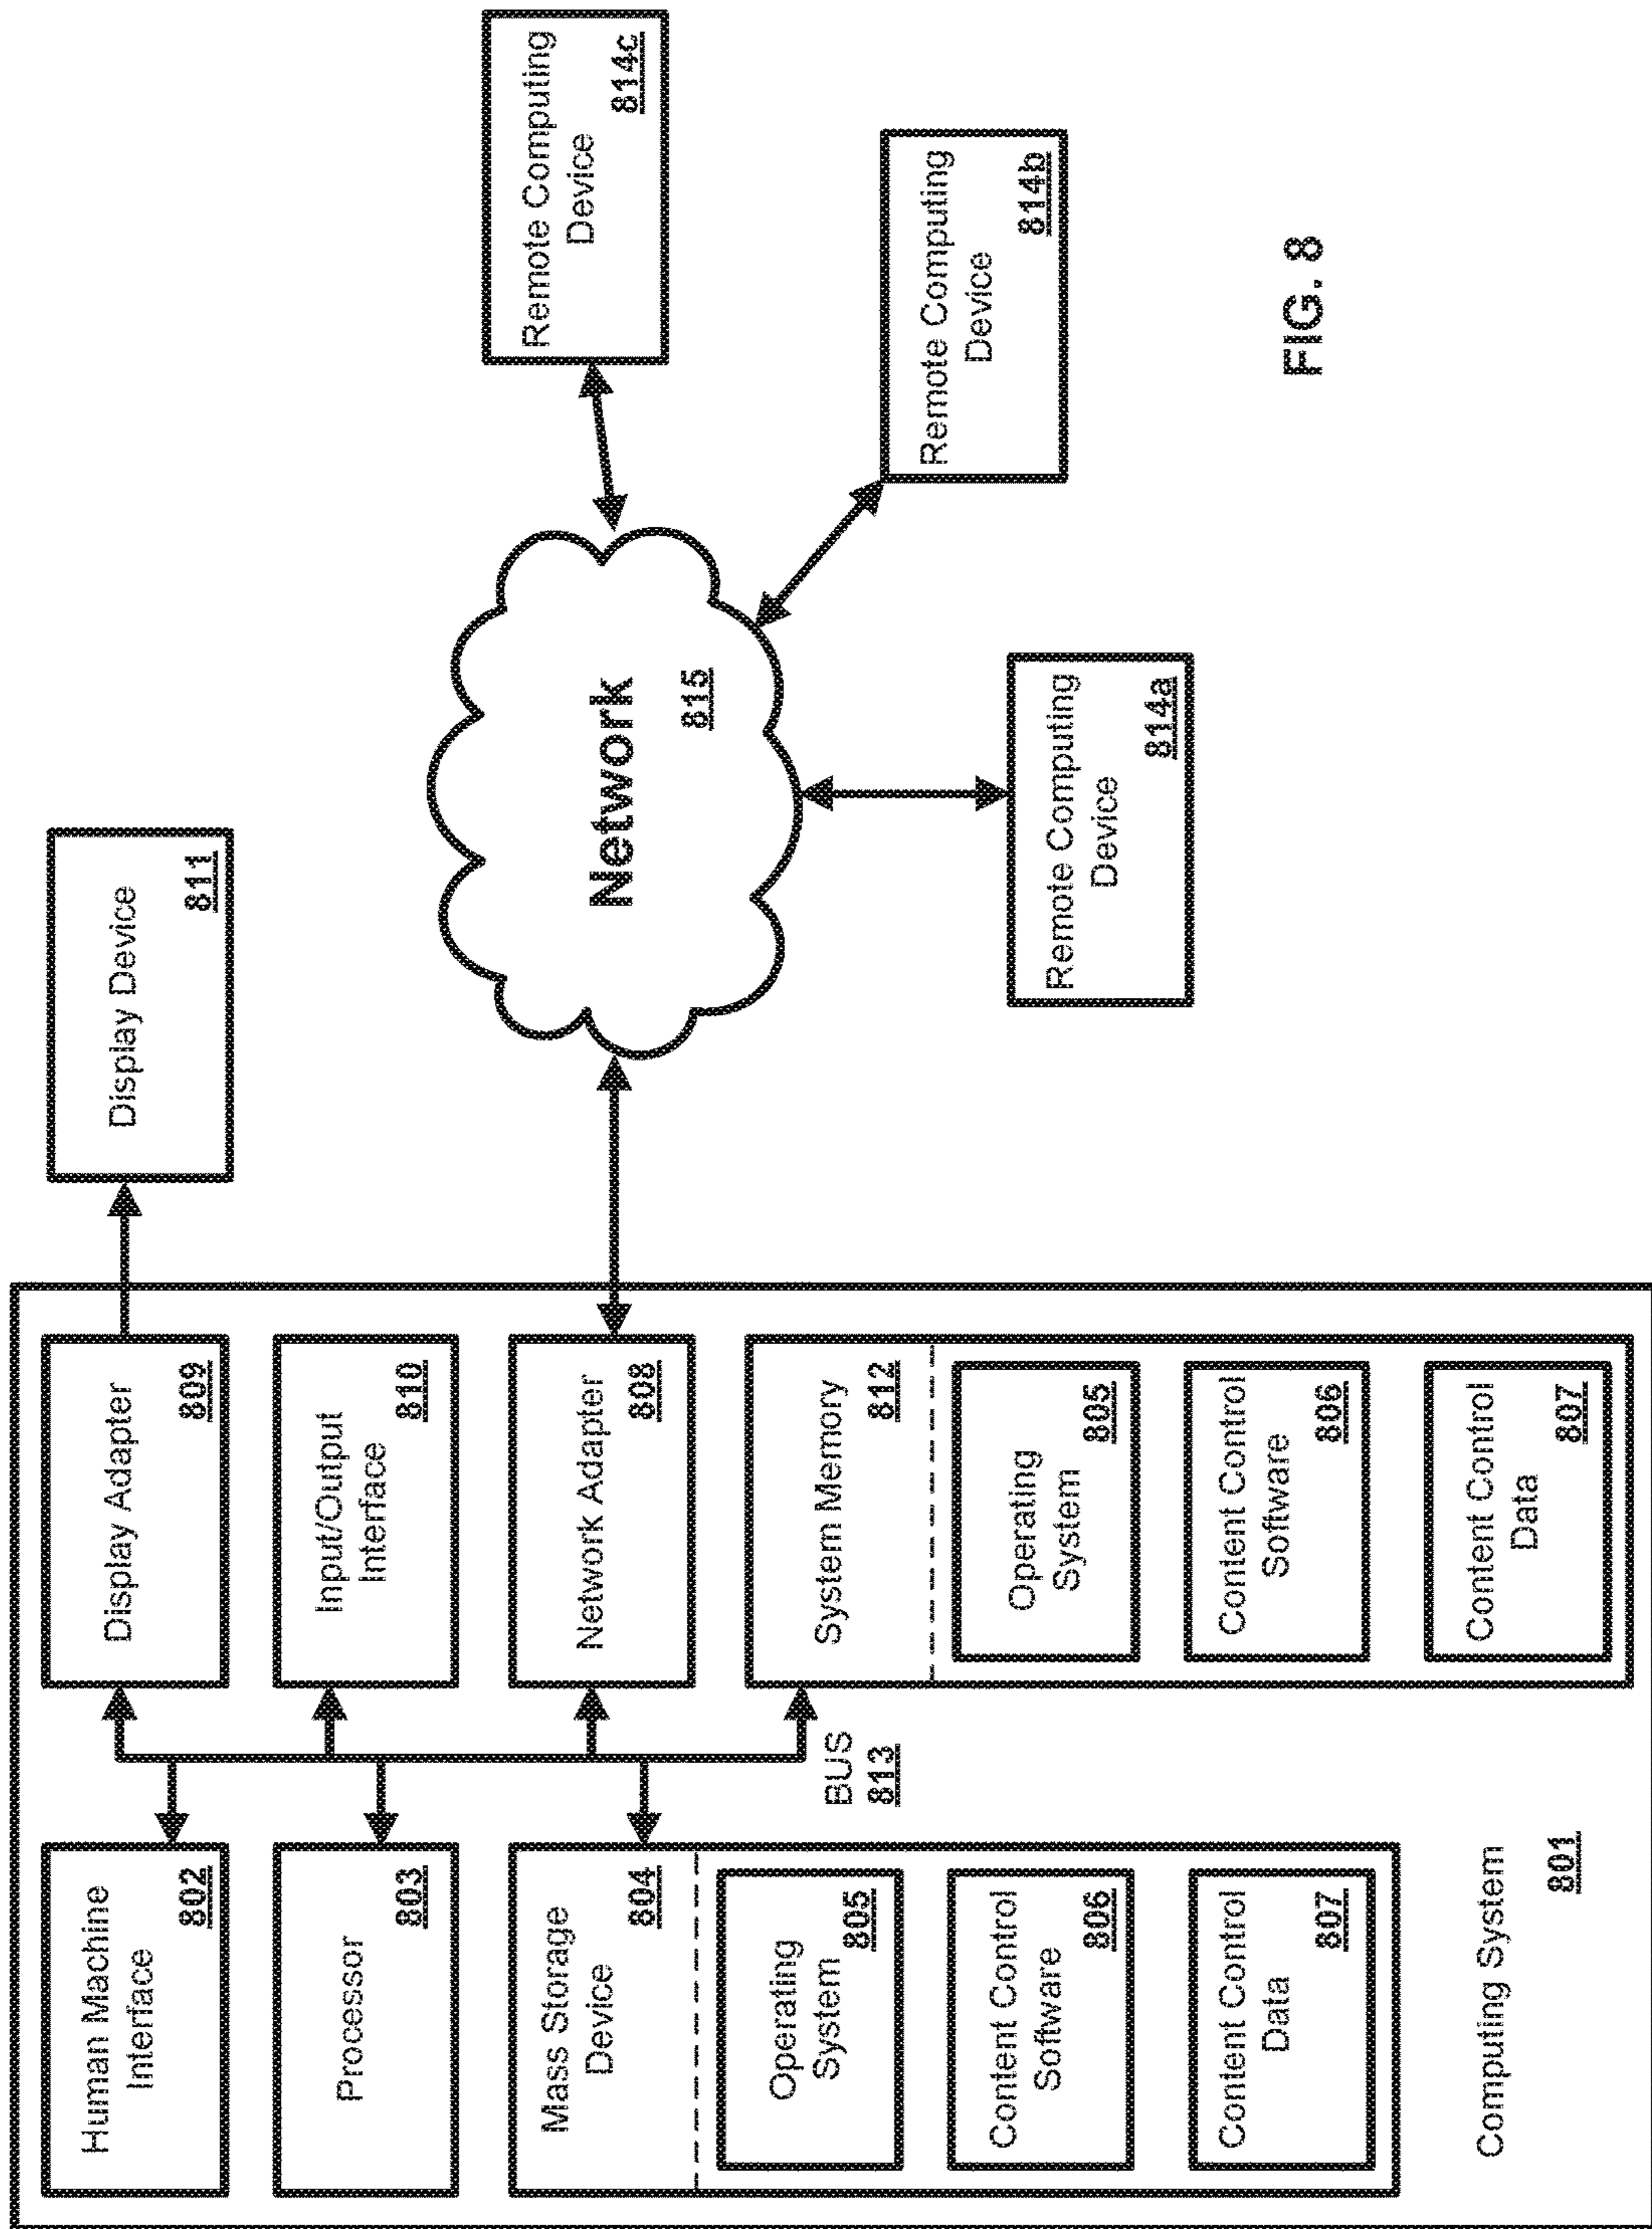 Human Machine
Interface
802
Processor
803
Mass Storage
Device
804
Operating
System
805
Content Control
Software
806
Content Control
Data
807
Computing System
801
BUS
813
Display Adapter
809
Input/Output
Interface
810
Network Adapter
808
System Memory
812
Operating
System
805
Content Control
Software
806
Content Control
Data
807
Display Device
811
Network
815
Remote Computing
Device
814a
Remote Computing
Device
814b
Remote Computing
Device
814c
FIG. 8